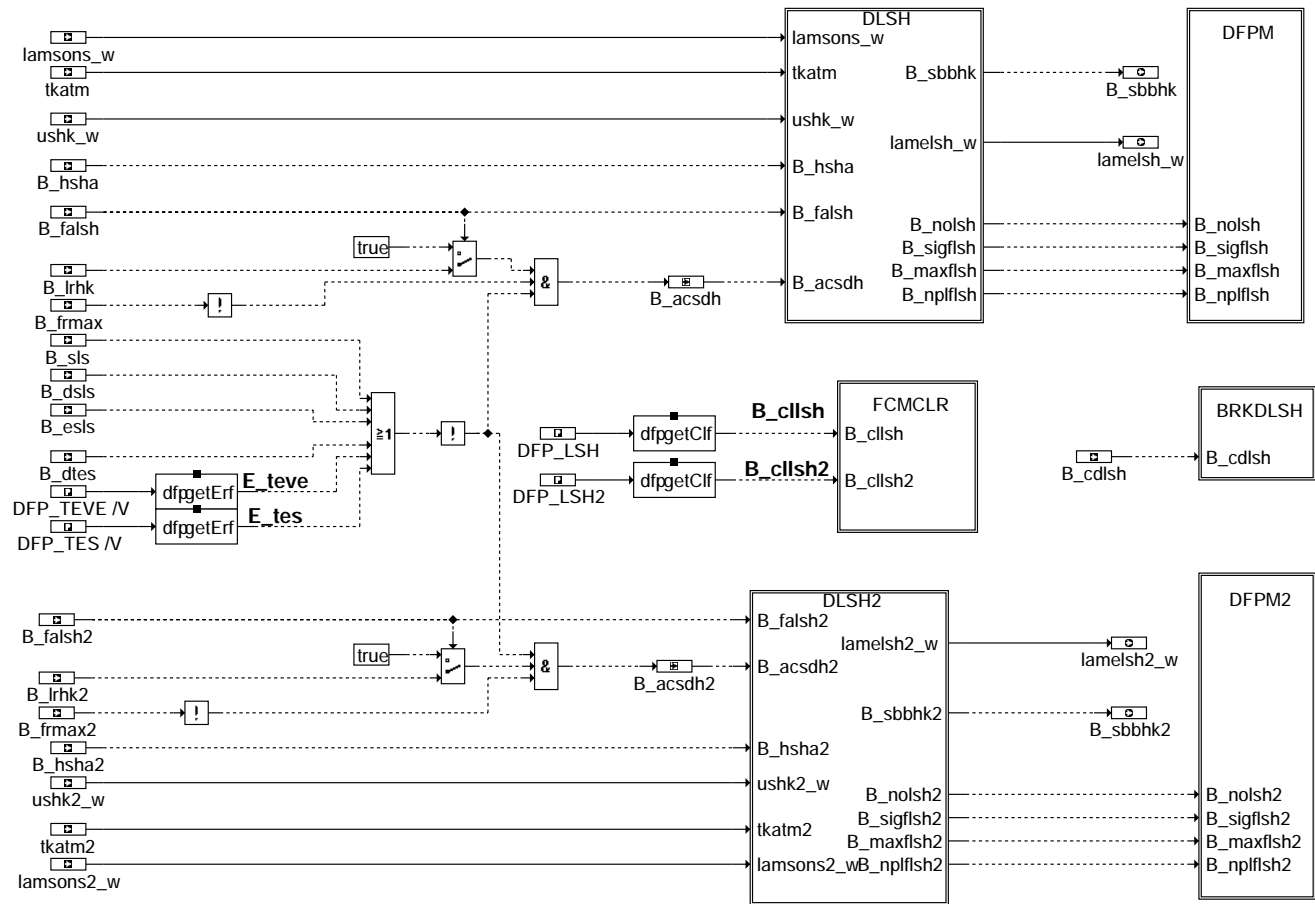 DLSH
DFPM
lamsons_w
lamsons_w
tkatm
tkatm
B_sbbhk
B_sbbhk
ushk_w
ushk_w
lamelsh_w
lamelsh_w
B_hsha
B_hsha
B_falsh
B_falsh
B_nolsh
B_nolsh
true
B_sigflsh
B_sigflsh
B_lrhk
B_maxflsh
B_maxflsh
&
B_acsdh
B_acsdh
B_nplflsh
B_nplflsh
B_frmax
!
B_sls
B_dsls
B_esls
≥1
!
B_dtes
DFP_TEVE /V
dfpgetErf
E_teve
DFP_TES /V
dfpgetErf
E_tes
FCMCLR
DFP_LSH
dfpgetClf
B_cllsh
B_cllsh
DFP_LSH2
dfpgetClf
B_cllsh2
B_cllsh2
BRKDLSH
B_cdlsh
B_cdlsh
DLSH2
DFPM2
B_falsh2
B_falsh2
lamelsh2_w
lamelsh2_w
true
&
B_acsdh2
B_acsdh2
B_lrhk2
B_frmax2
!
B_sbbhk2
B_sbbhk2
B_hsha2
B_hsha2
ushk2_w
ushk2_w
B_nolsh2
B_nolsh2
B_sigflsh2
B_sigflsh2
tkatm2
tkatm2
B_maxflsh2
B_maxflsh2
lamsons2_w
lamsons2_w
B_nplflsh2
B_nplflsh2